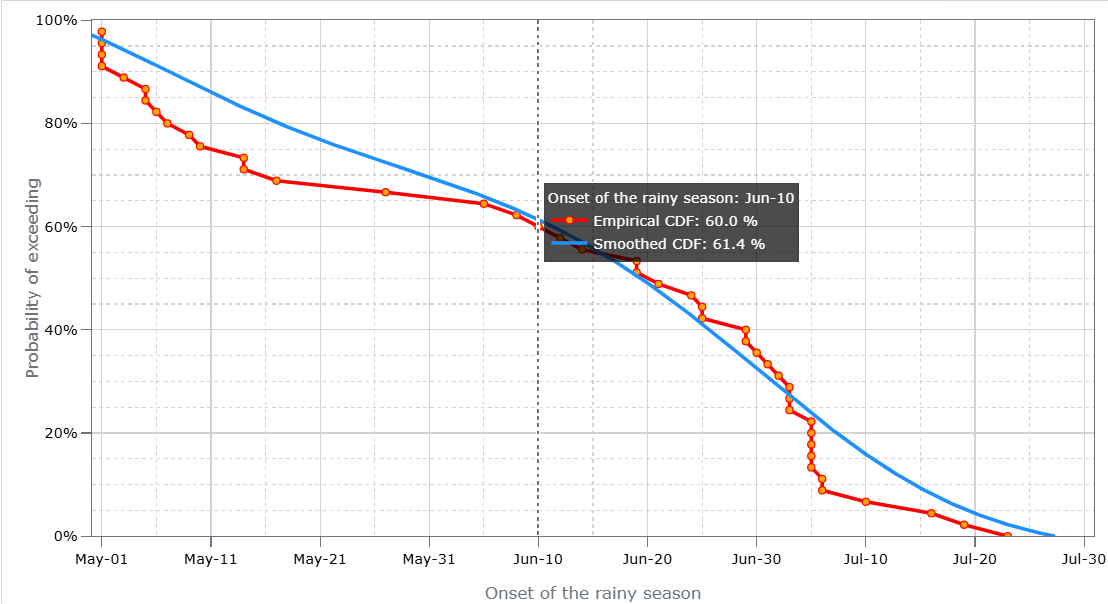 100%
80%
60%
40%
20%
0%
Probability of exceeding
Onset of the rainy season: Jun-10
Empirical CDF: 60.0 %
Smoothed CDF: 61.4 %
May-01 May-11 May-21 May-31 Jun-10 Jun-20 Jun-30 Jul-10 Jul-20 Jul-30
Onset of the rainy season